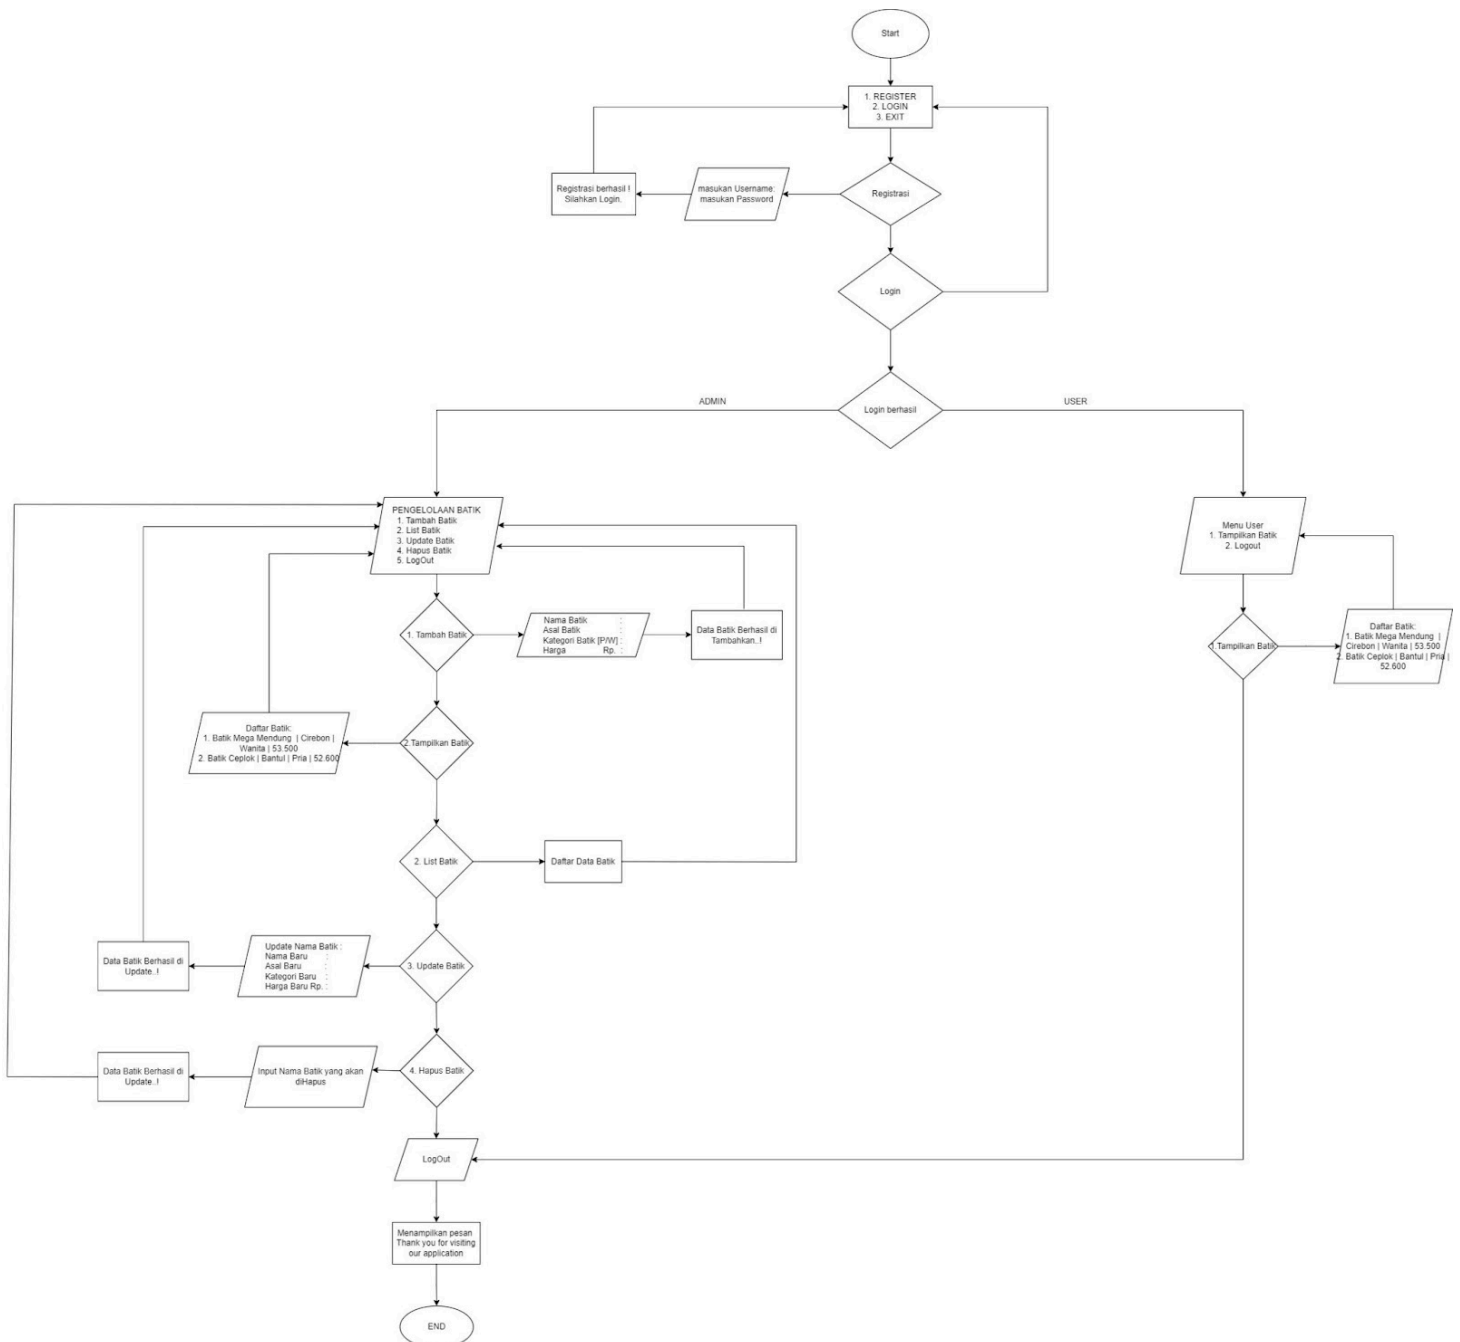 Start
1. REGISTER
2. LOGIN
3. EXIT
Registrasi berhasil !
Silahkan Login.
masukan Username:
masukan Password
Registrasi
Login
ADMIN
Login berhasil
USER
PENGELOLAAN BATIK
1. Tambah Batik
2. List Batik
3. Update Batik
4. Hapus Batik
5. LogOut
Menu User
1. Tampilkan Batik
2. Logout
1. Tambah Batik
Nama Batik :
Asal Batik :
Kategori Batik [P/W] :
Harga Rp. :
Data Batik Berhasil di
Tambahkan..!
1.Tampilkan Batik
Daftar Batik:
1. Batik Mega Mendung |
Cirebon | Wanita | 53.500
2. Batik Ceplok | Bantul | Pria |
52.600
Daftar Batik:
1. Batik Mega Mendung | Cirebon |
Wanita | 53.500
2. Batik Ceplok | Bantul | Pria | 52.600
2.Tampilkan Batik
2. List Batik
Daftar Data Batik
Data Batik Berhasil di
Update..!
Update Nama Batik :
Nama Baru :
Asal Baru :
Kategori Baru :
Harga Baru Rp. :
3. Update Batik
Data Batik Berhasil di
Update..!
Input Nama Batik yang akan
diHapus
4. Hapus Batik
LogOut
Menampilkan pesan
Thank you for visiting
our application
END